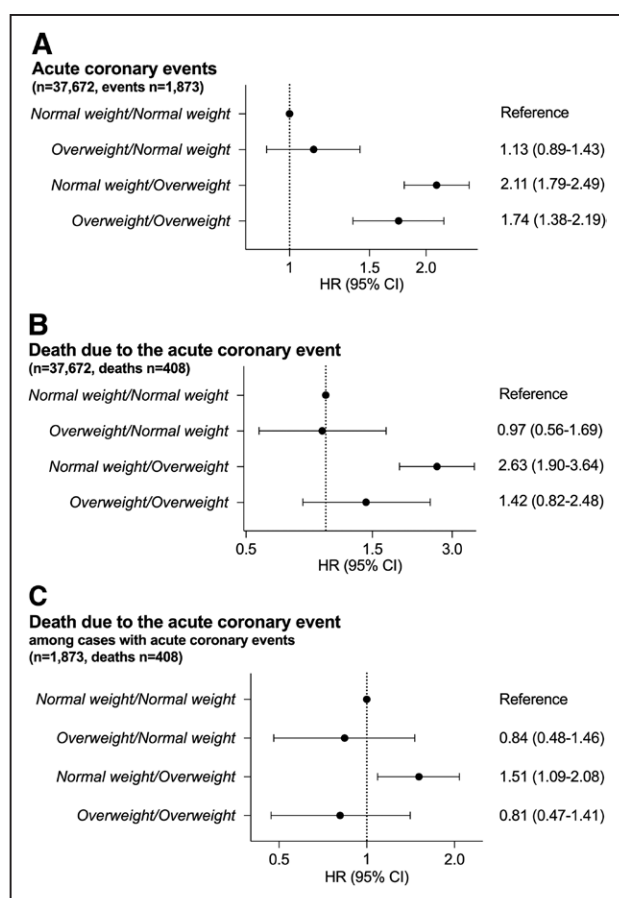 A
Acute coronary events
(n=37,672, events n=1,873)
Normal weight/Normal weight Reference
Overweight/Normal weight 1.13 (0.89-1.43)
Normal weight/Overweight 2.11 (1.79-2.49)
Overweight/Overweight 1.74 (1.38-2.19)
1 1.5 2.0
HR (95% CI)
B
Death due to the acute coronary event
(n=37,672, deaths n=408)
Normal weight/Normal weight Reference
Overweight/Normal weight 0.97 (0.56-1.69)
Normal weight/Overweight 2.63 (1.90-3.64)
Overweight/Overweight 1.42 (0.82-2.48)
0.5 1.5 3.0
HR (95% CI)
C
Death due to the acute coronary event
among cases with acute coronary events
(n=1,873, deaths n=408)
Normal weight/Normal weight Reference
Overweight/Normal weight 0.84 (0.48-1.46)
Normal weight/Overweight 1.51 (1.09-2.08)
Overweight/Overweight 0.81 (0.47-1.41)
0.5 1 2.0
HR (95% CI)